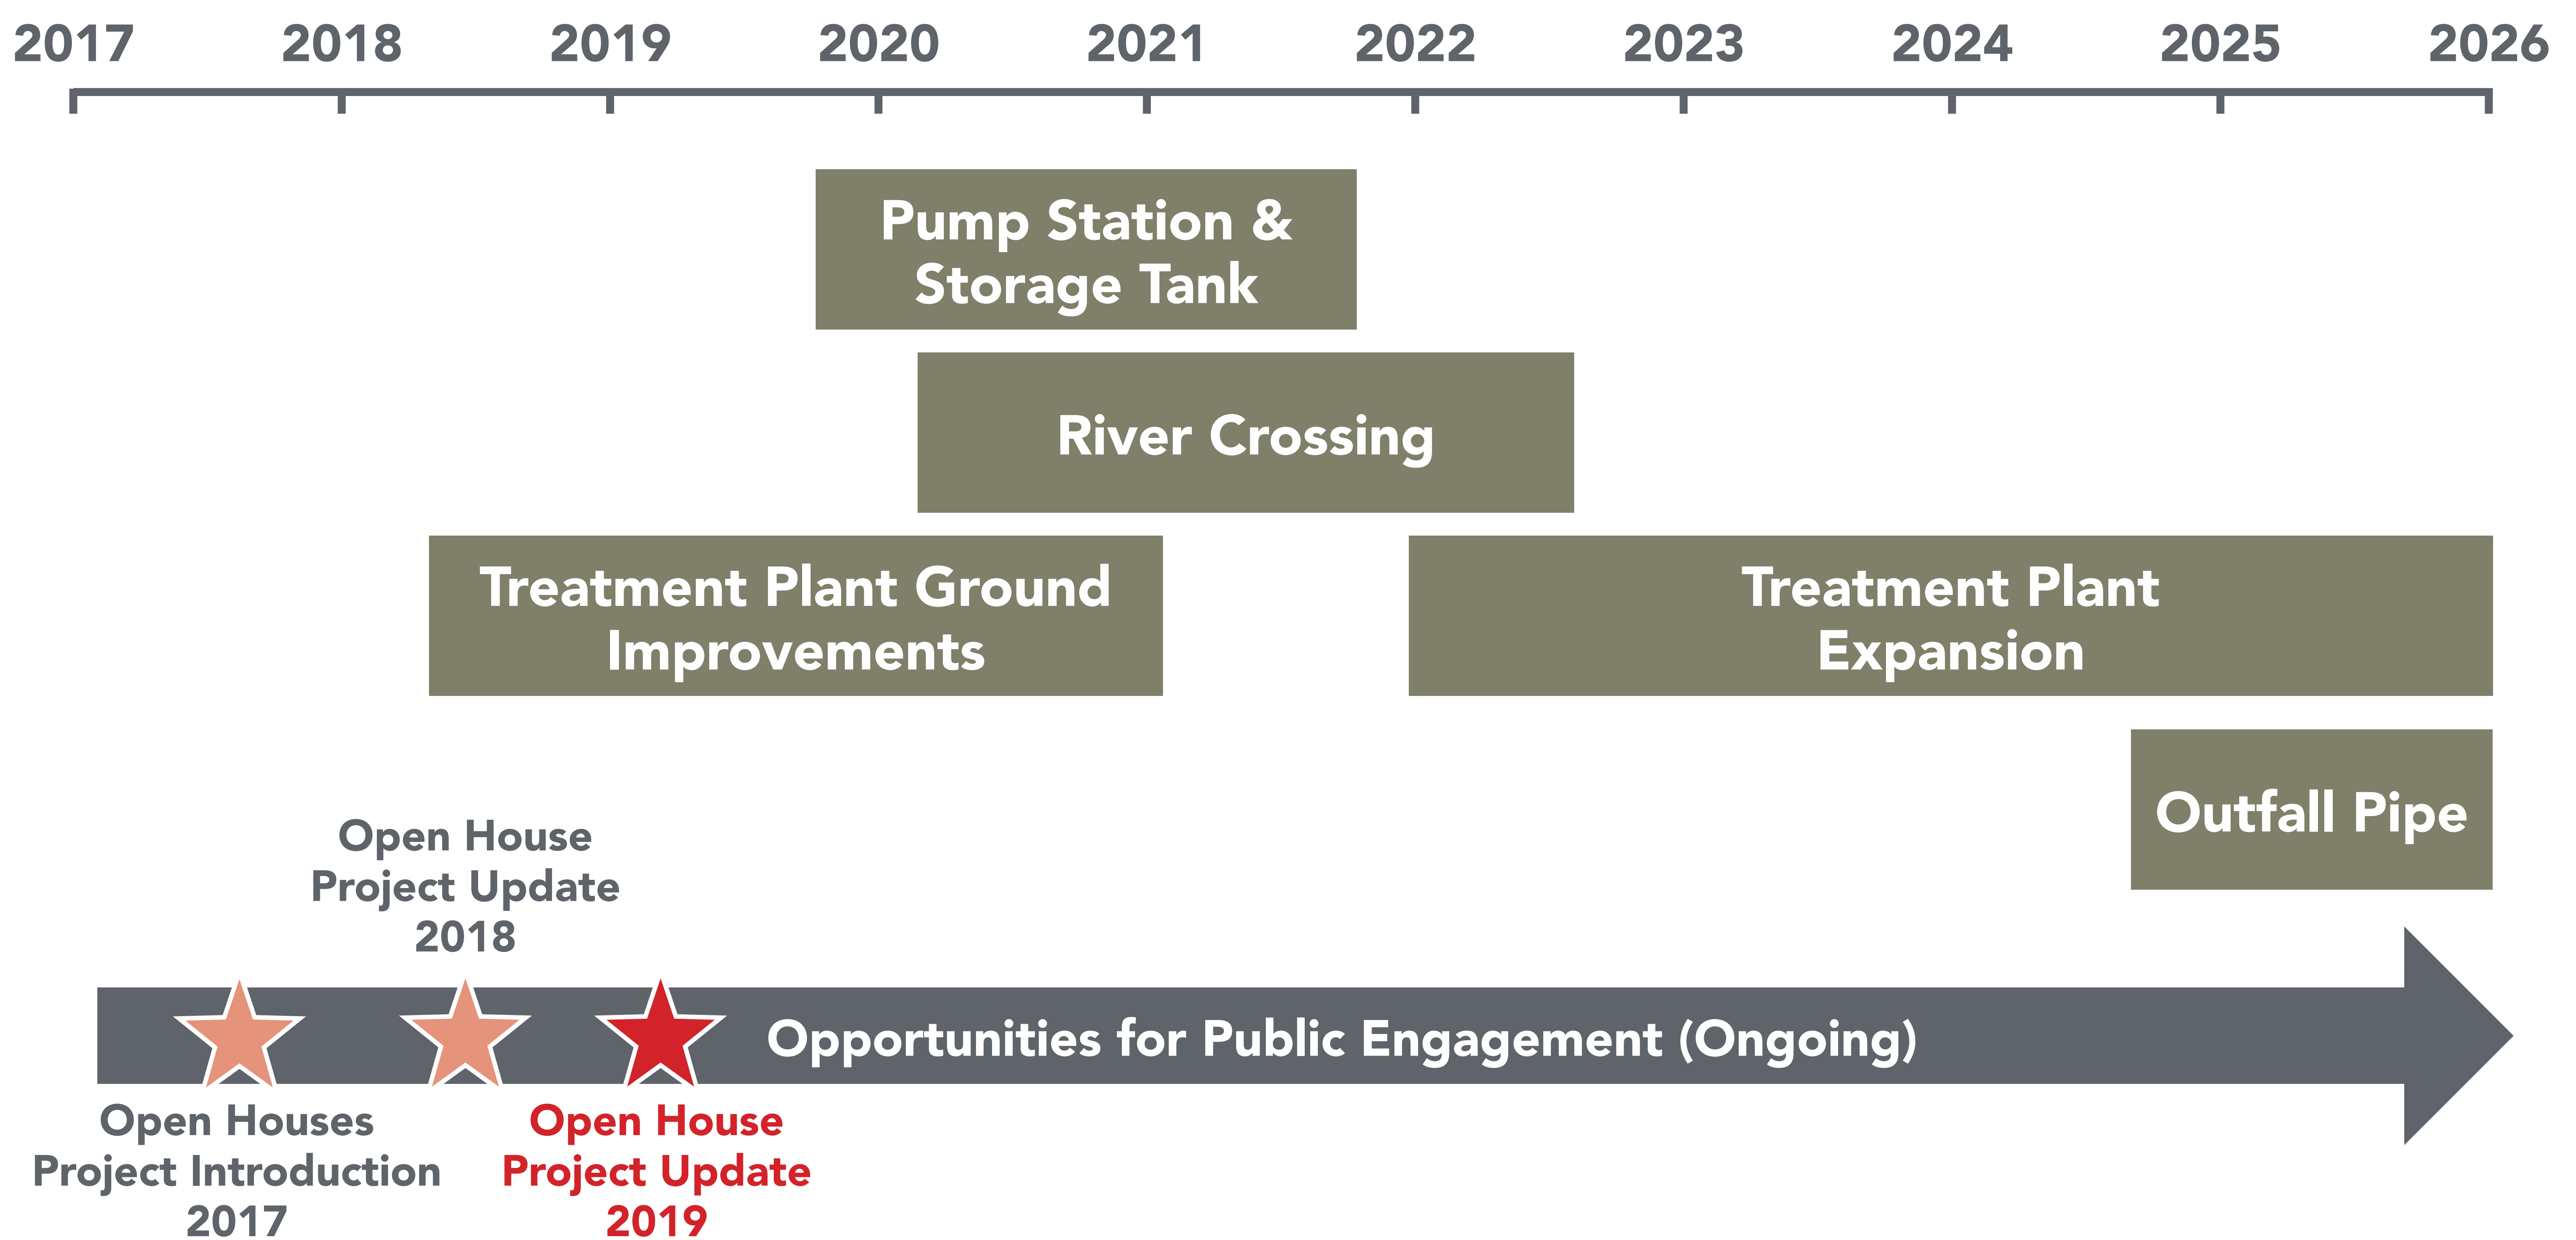 2017 2018 2019 2020 2021 2022 2023 2024 2025 2026
Pump Station &
Storage Tank
River Crossing
Treatment Plant Ground
Improvements
Treatment Plant
Expansion
Outfall Pipe
Open House
Project Update
2018
Opportunities for Public Engagement (Ongoing)
Open Houses
Project Introduction
2017
Open House
Project Update
2019